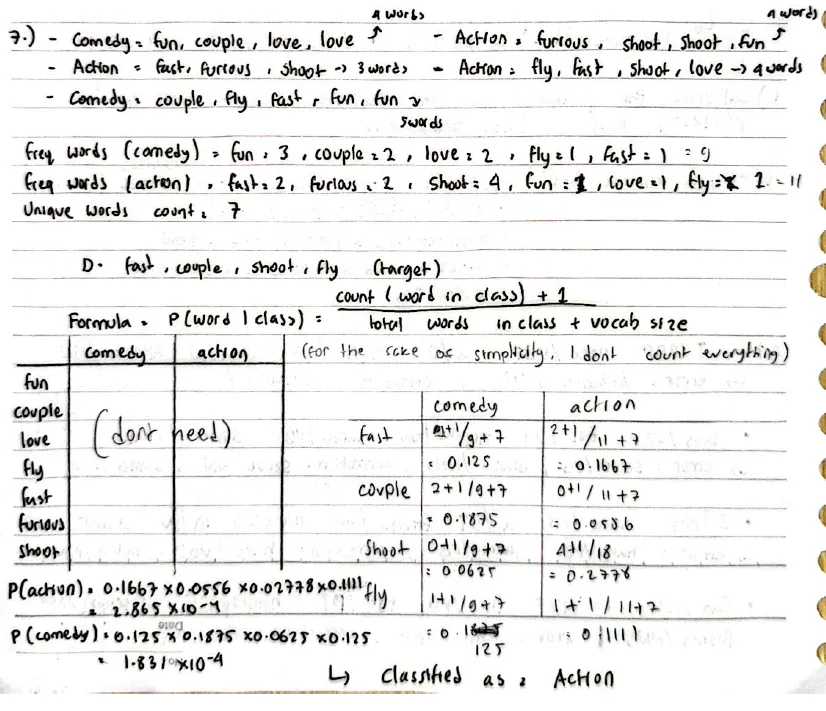 4 words 4 words
7.) - Comedy = fun, couple, love, love - Action = furious, shoot, shoot, fun
- Action = fast, furious, shoot -> 3 words - Action = fly, fast, shoot, love -> 4 words
- Comedy = couple, fly, fast, fun, fun
5 words
freq words (comedy) = fun = 3, couple = 2, love = 2, fly = 1, fast = 1 = 9
freq words (action) = fast = 2, furious = 2, shoot = 4, fun = 1, love = 1, fly = 1 = 11
Unique words count = 7
D = fast, couple, shoot, fly (target)
count (word in class) + 1
Formula = P(word | class) = total words in class + vocab size
comedy action (for the sake of simplicity, I dont count everything)
fun
couple comedy action
love (dont need) fast 1+1/9+7 2+1/11+7
fly = 0.125 = 0.1667
fast couple 2+1/9+7 0+1/11+7
furious = 0.1875 = 0.0556
shoot shoot 0+1/9+7 4+1/18
= 0.0625 = 0.2778
P(action) = 0.1667 x 0.0556 x 0.02778 x 0.1111 fly 1+1/9+7 1+1/11+7
= 2.865 x10-4
P(comedy) = 0.125 x 0.1875 x 0.0625 x 0.125 = 0.125 = 0.1111
= 1.831 x10-4
↳ Classified as = Action